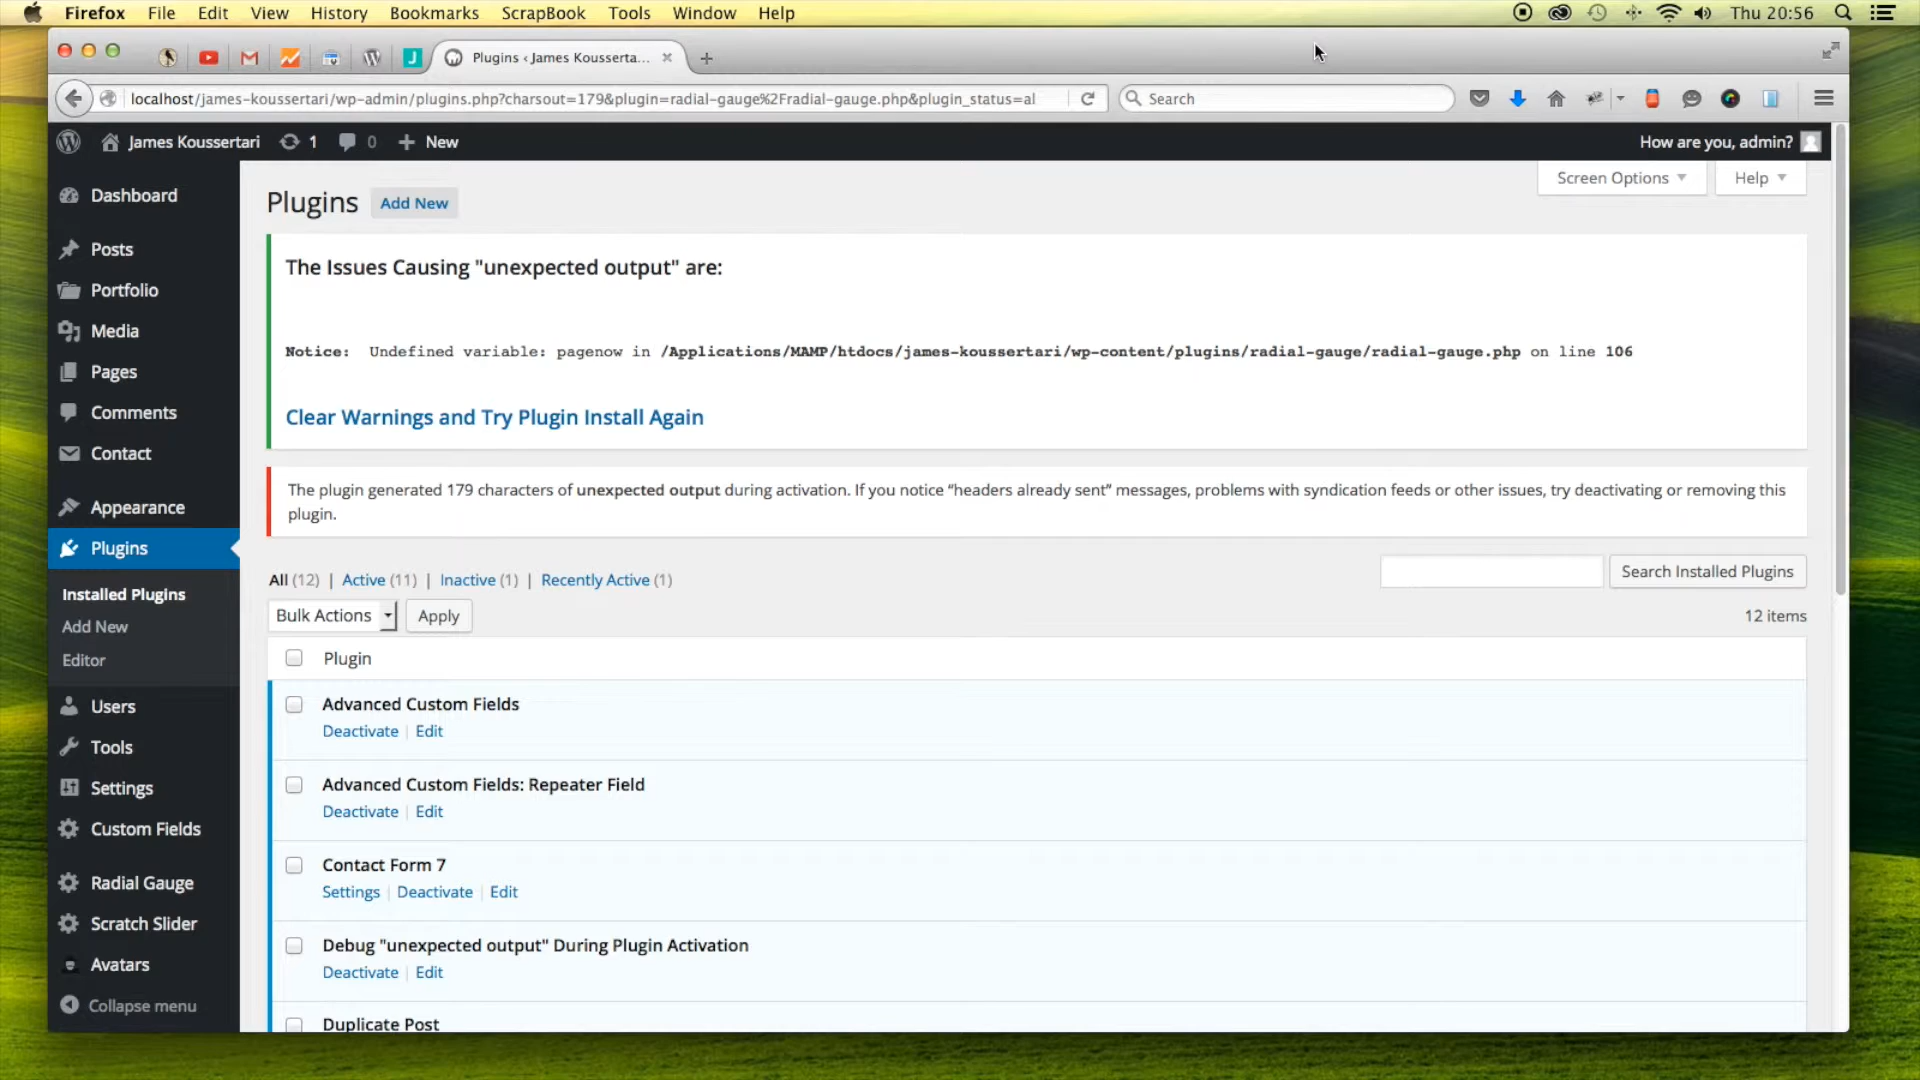 Firefox File Edit View History Bookmarks ScrapBook Tools Window Help Thu 20:56
Plugins ‹ James Kousserta...
localhost/james-koussertari/wp-admin/plugins.php?charsout=179&plugin=radial-gauge%2Fradial-gauge.php&plugin_status=al Search
James Koussertari 1 0 New How are you, admin?
Screen Options Help
Dashboard
Posts
Portfolio
Media
Pages
Comments
Contact
Appearance
Plugins
Installed Plugins
Add New
Editor
Users
Tools
Settings
Custom Fields
Radial Gauge
Scratch Slider
Avatars
Collapse menu
Plugins Add New
The Issues Causing "unexpected output" are:
Notice: Undefined variable: pagenow in /Applications/MAMP/htdocs/james-koussertari/wp-content/plugins/radial-gauge/radial-gauge.php on line 106
Clear Warnings and Try Plugin Install Again
The plugin generated 179 characters of unexpected output during activation. If you notice “headers already sent” messages, problems with syndication feeds or other issues, try deactivating or removing this
plugin.
All (12) | Active (11) | Inactive (1) | Recently Active (1) Search Installed Plugins
Bulk Actions Apply 12 items
Plugin
Advanced Custom Fields
Deactivate | Edit
Advanced Custom Fields: Repeater Field
Deactivate | Edit
Contact Form 7
Settings | Deactivate | Edit
Debug "unexpected output" During Plugin Activation
Deactivate | Edit
Duplicate Post